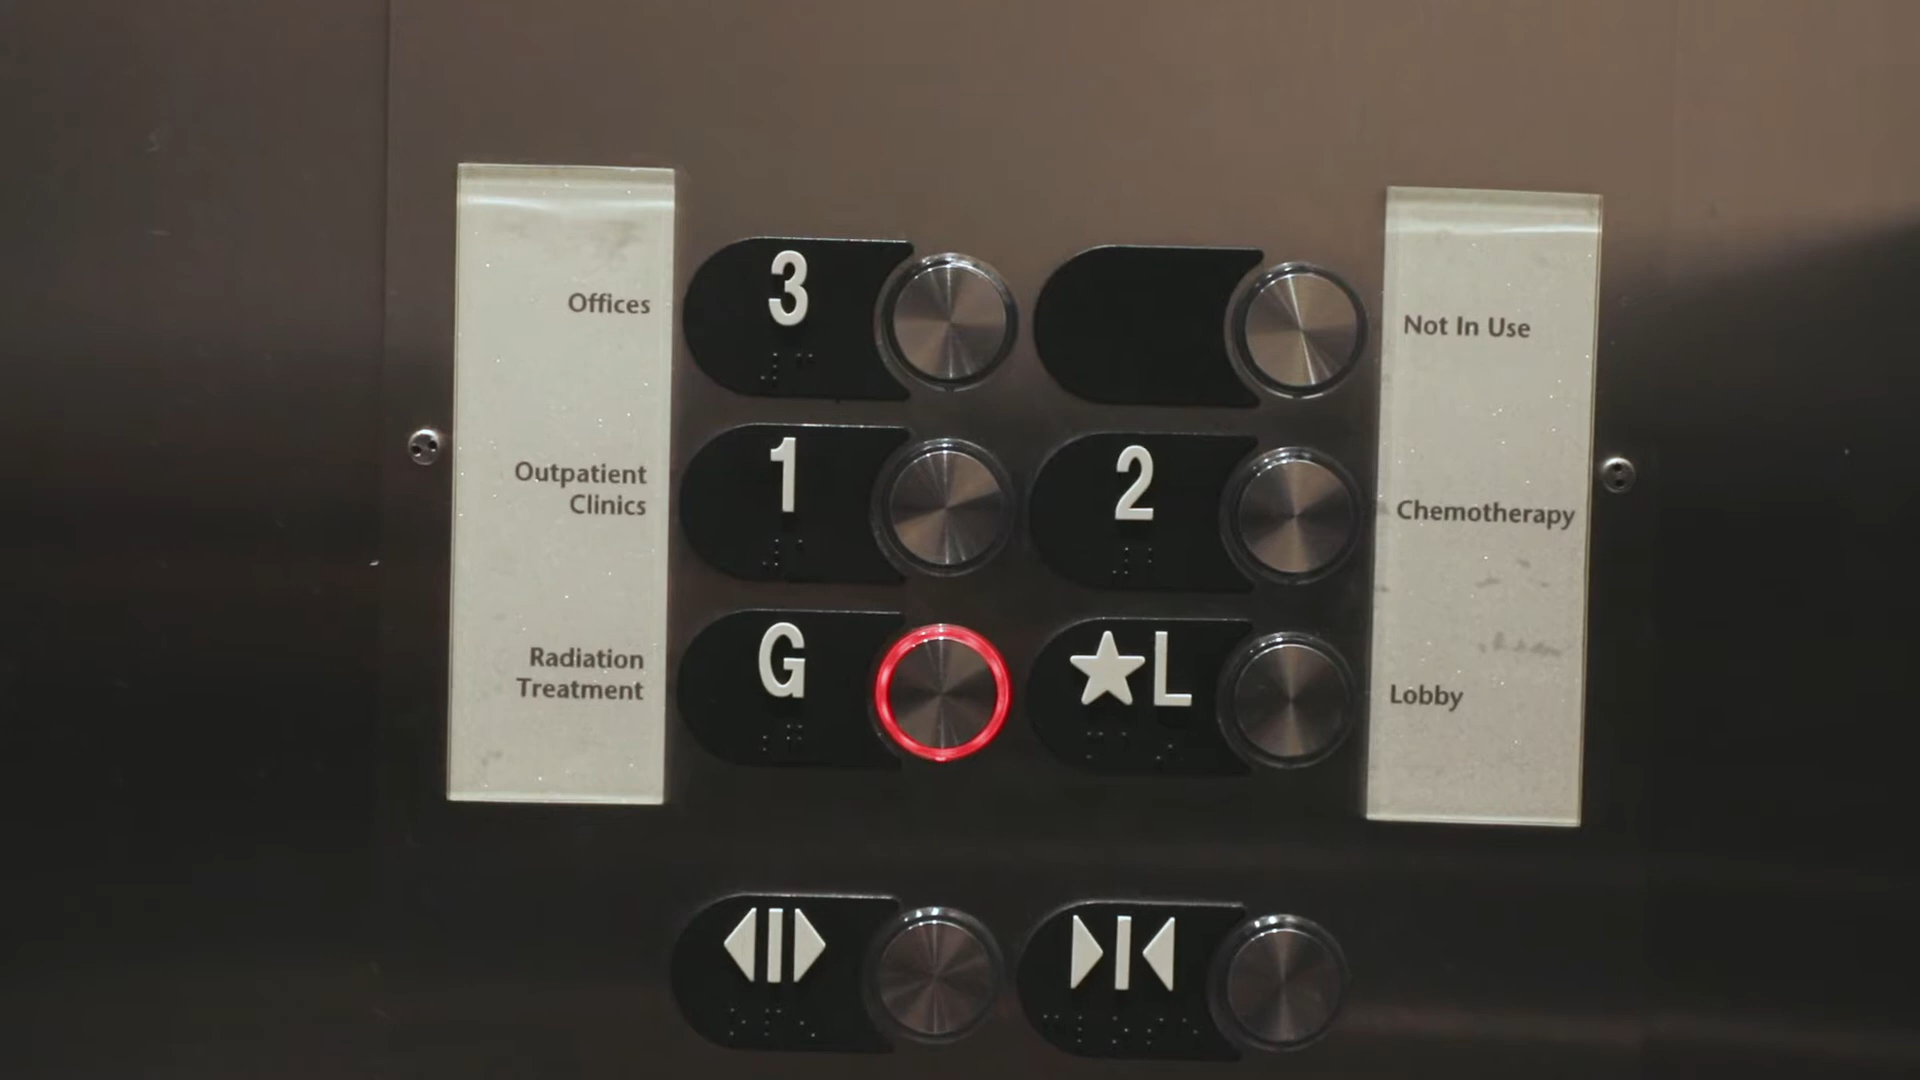 Offices
3
Not In Use
Outpatient
Clinics
1
2
Chemotherapy
Radiation
Treatment
G
★L
Lobby